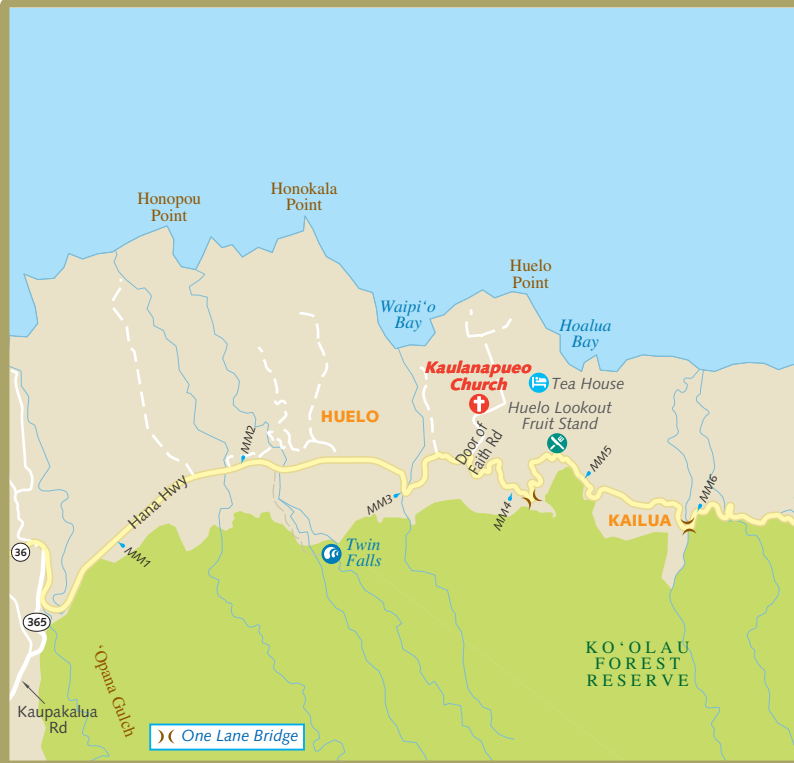 Honopou
Point
Honokala
Point
Huelo
Point
Waipi‘o
Bay
Hoalua
Bay
Kaulanapueo
Church
Tea House
Huelo Lookout
Fruit Stand
HUELO
Door of
Faith Rd
MM2
MM5
MM6
MM3
MM4
Hana Hwy
KAILUA
MM1
Twin
Falls
36
365
KO‘OLAU
FOREST
RESERVE
‘Opana Gulch
Kaupakalua
Rd
One Lane Bridge